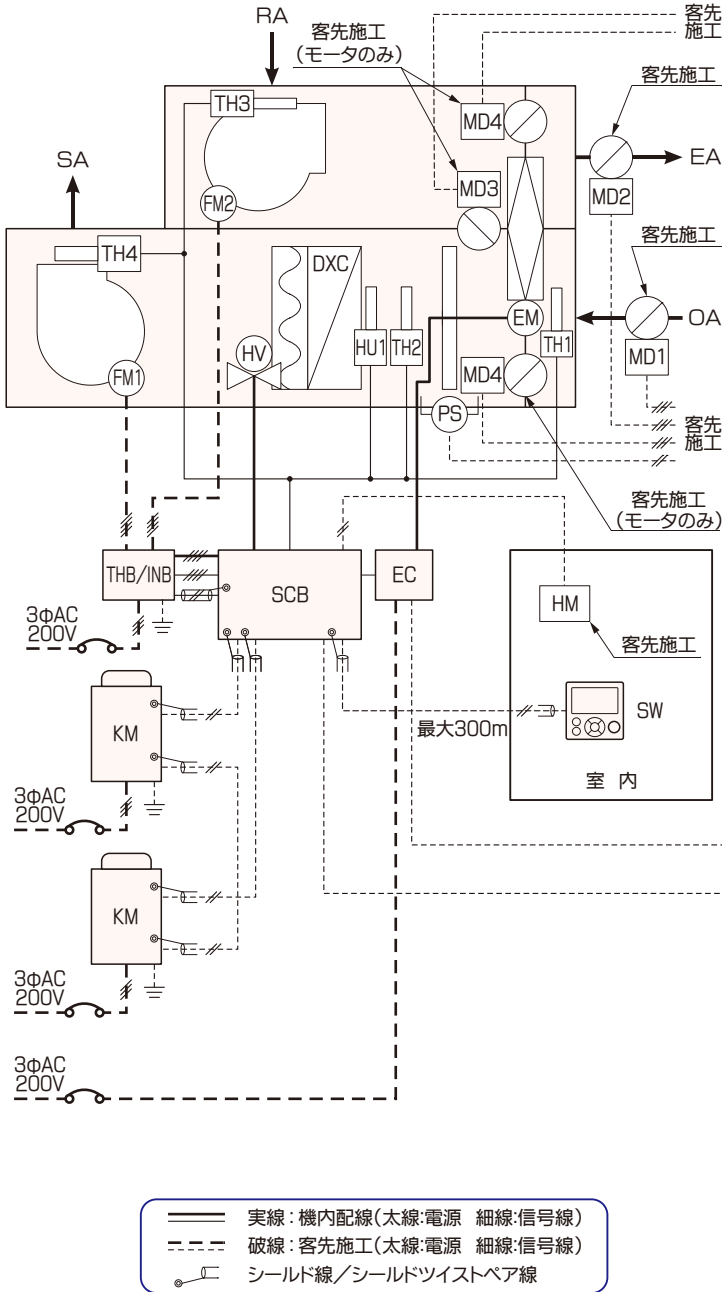 RA
客先施工
(モータのみ)
客先
施工
TH3
MD4
客先施工
EA
SA
MD3
MD2
FM2
客先施工
TH4
DXC
OA
EM
HV
HU1
TH2
TH1
FM1
MD4
MD1
PS
客先
施工
客先施工
(モータのみ)
THB/INB
SCB
EC
HM
3φAC
200V
客先施工
KM
最大300m
SW
室 内
3φAC
200V
KM
3φAC
200V
3φAC
200V
実線:機内配線(太線:電源 細線:信号線)
破線:客先施工(太線:電源 細線:信号線)
シールド線/シールドツイストペア線